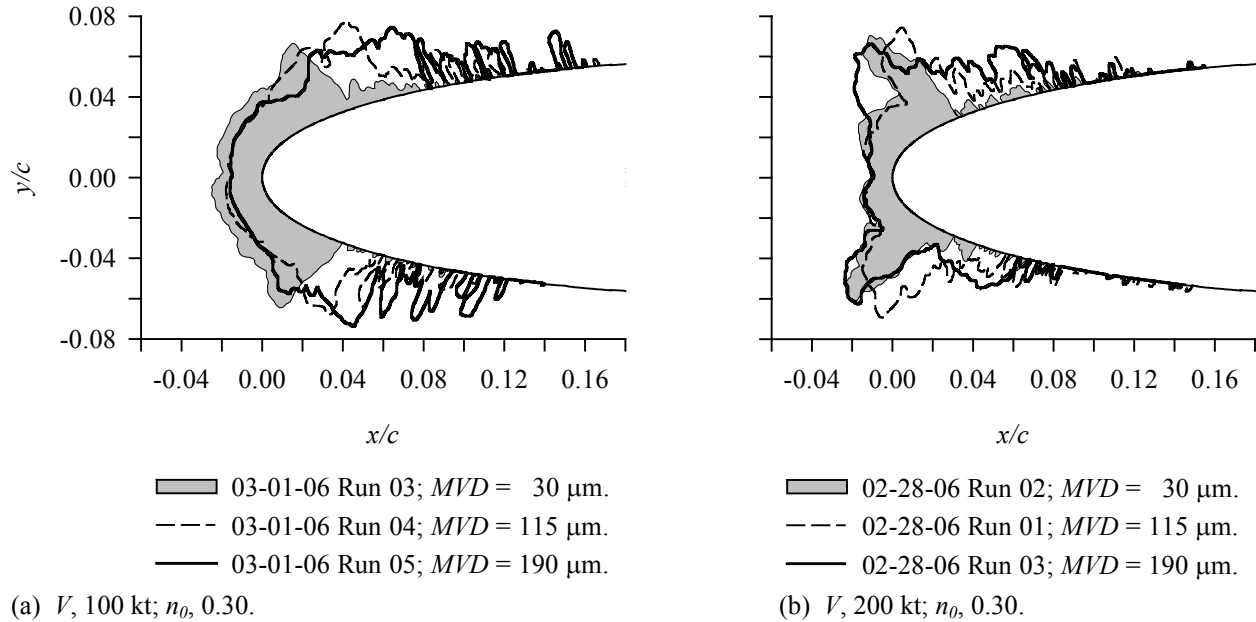 0.08
0.04
0.00
-0.04
-0.08
y/c
-0.04 0.00 0.04 0.08 0.12 0.16
x/c
03-01-06 Run 03; MVD = 30 μm.
03-01-06 Run 04; MVD = 115 μm.
03-01-06 Run 05; MVD = 190 μm.
(a) V, 100 kt; n0, 0.30.
-0.04 0.00 0.04 0.08 0.12 0.16
x/c
02-28-06 Run 02; MVD = 30 μm.
02-28-06 Run 01; MVD = 115 μm.
02-28-06 Run 03; MVD = 190 μm.
(b) V, 200 kt; n0, 0.30.